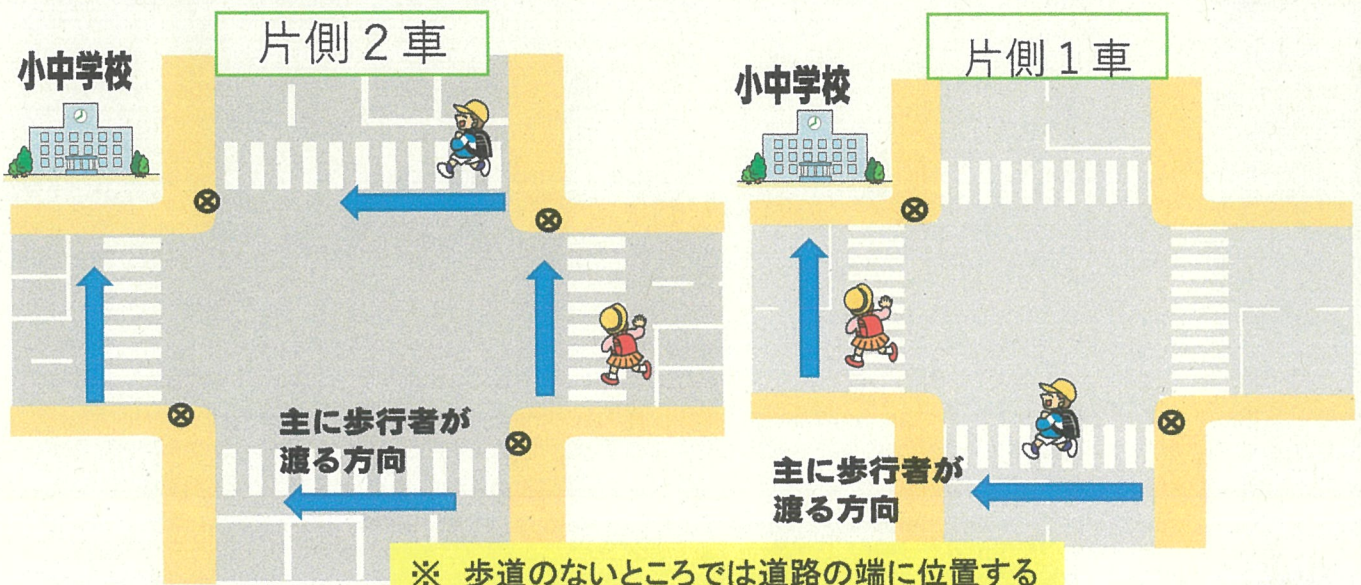 片側２車
小中学校
主に歩行者が
渡る方向
片側１車
小中学校
主に歩行者が
渡る方向
※ 歩道のないところでは道路の端に位置する